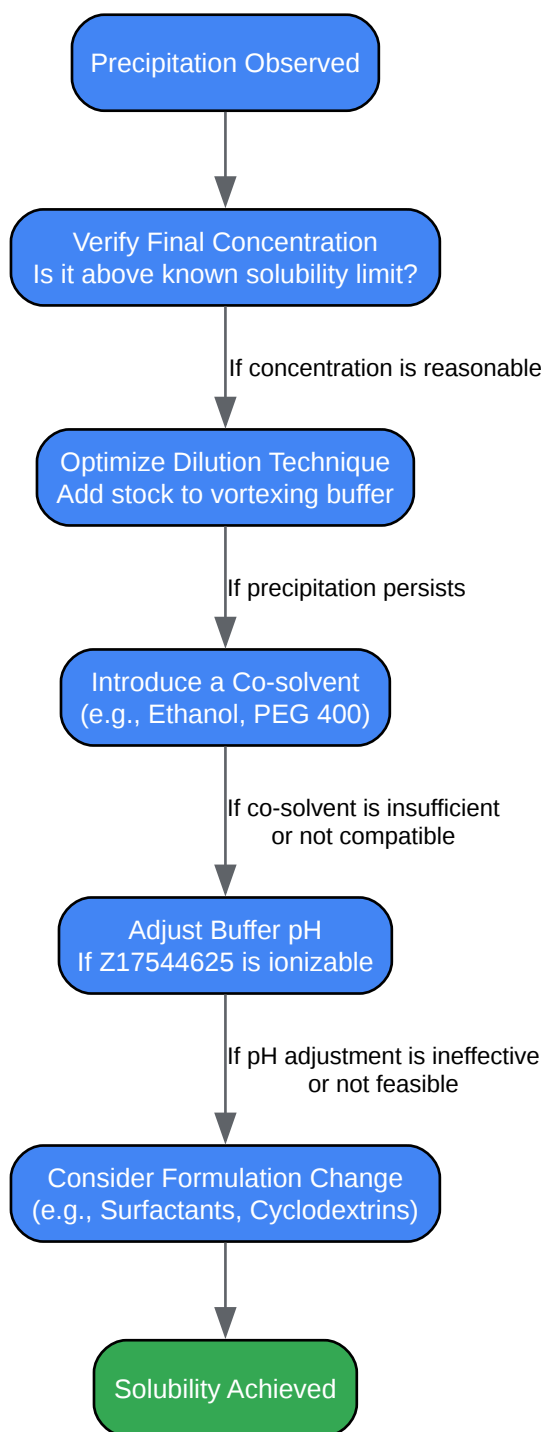 Precipitation Observed
Verify Final Concentration
Is it above known solubility limit?
If concentration is reasonable
Optimize Dilution Technique
Add stock to vortexing buffer
If precipitation persists
Introduce a Co-solvent
(e.g., Ethanol, PEG 400)
If co-solvent is insufficient
or not compatible
Adjust Buffer pH
If Z17544625 is ionizable
If pH adjustment is ineffective
or not feasible
Consider Formulation Change
(e.g., Surfactants, Cyclodextrins)
Solubility Achieved